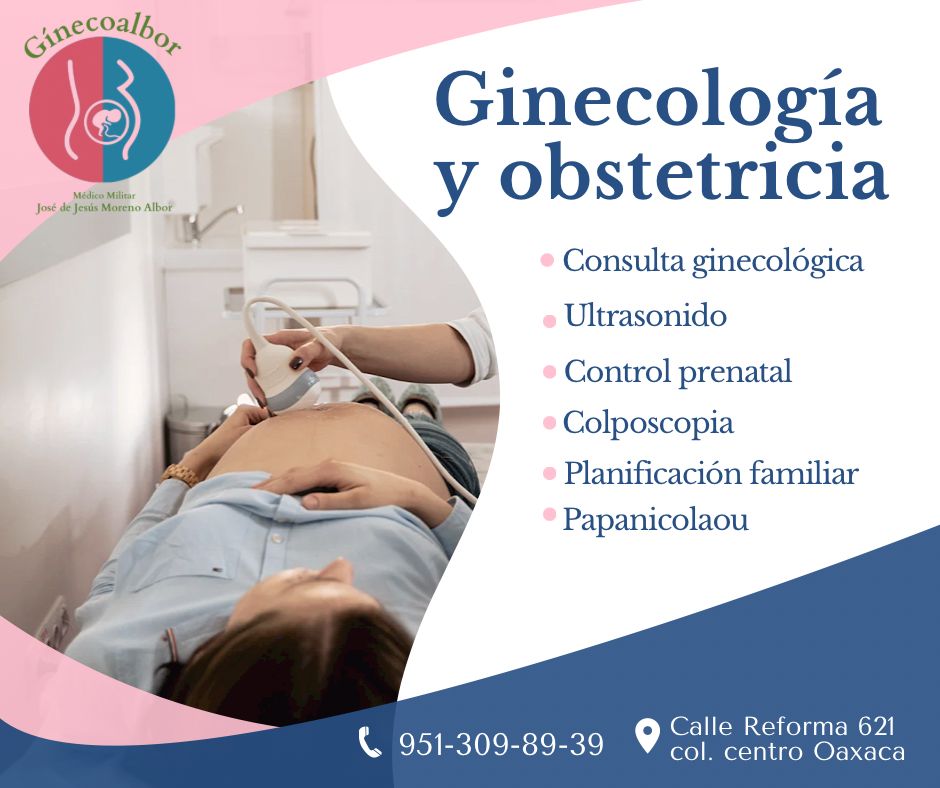 Ginecoalbor
Médico Militar
José de Jesús Moreno Albor
Ginecología
y obstetricia
Consulta ginecológica
Ultrasonido
Control prenatal
Colposcopia
Planificación familiar
Papanicolaou
951-309-89-39
Calle Reforma 621
col. centro Oaxaca